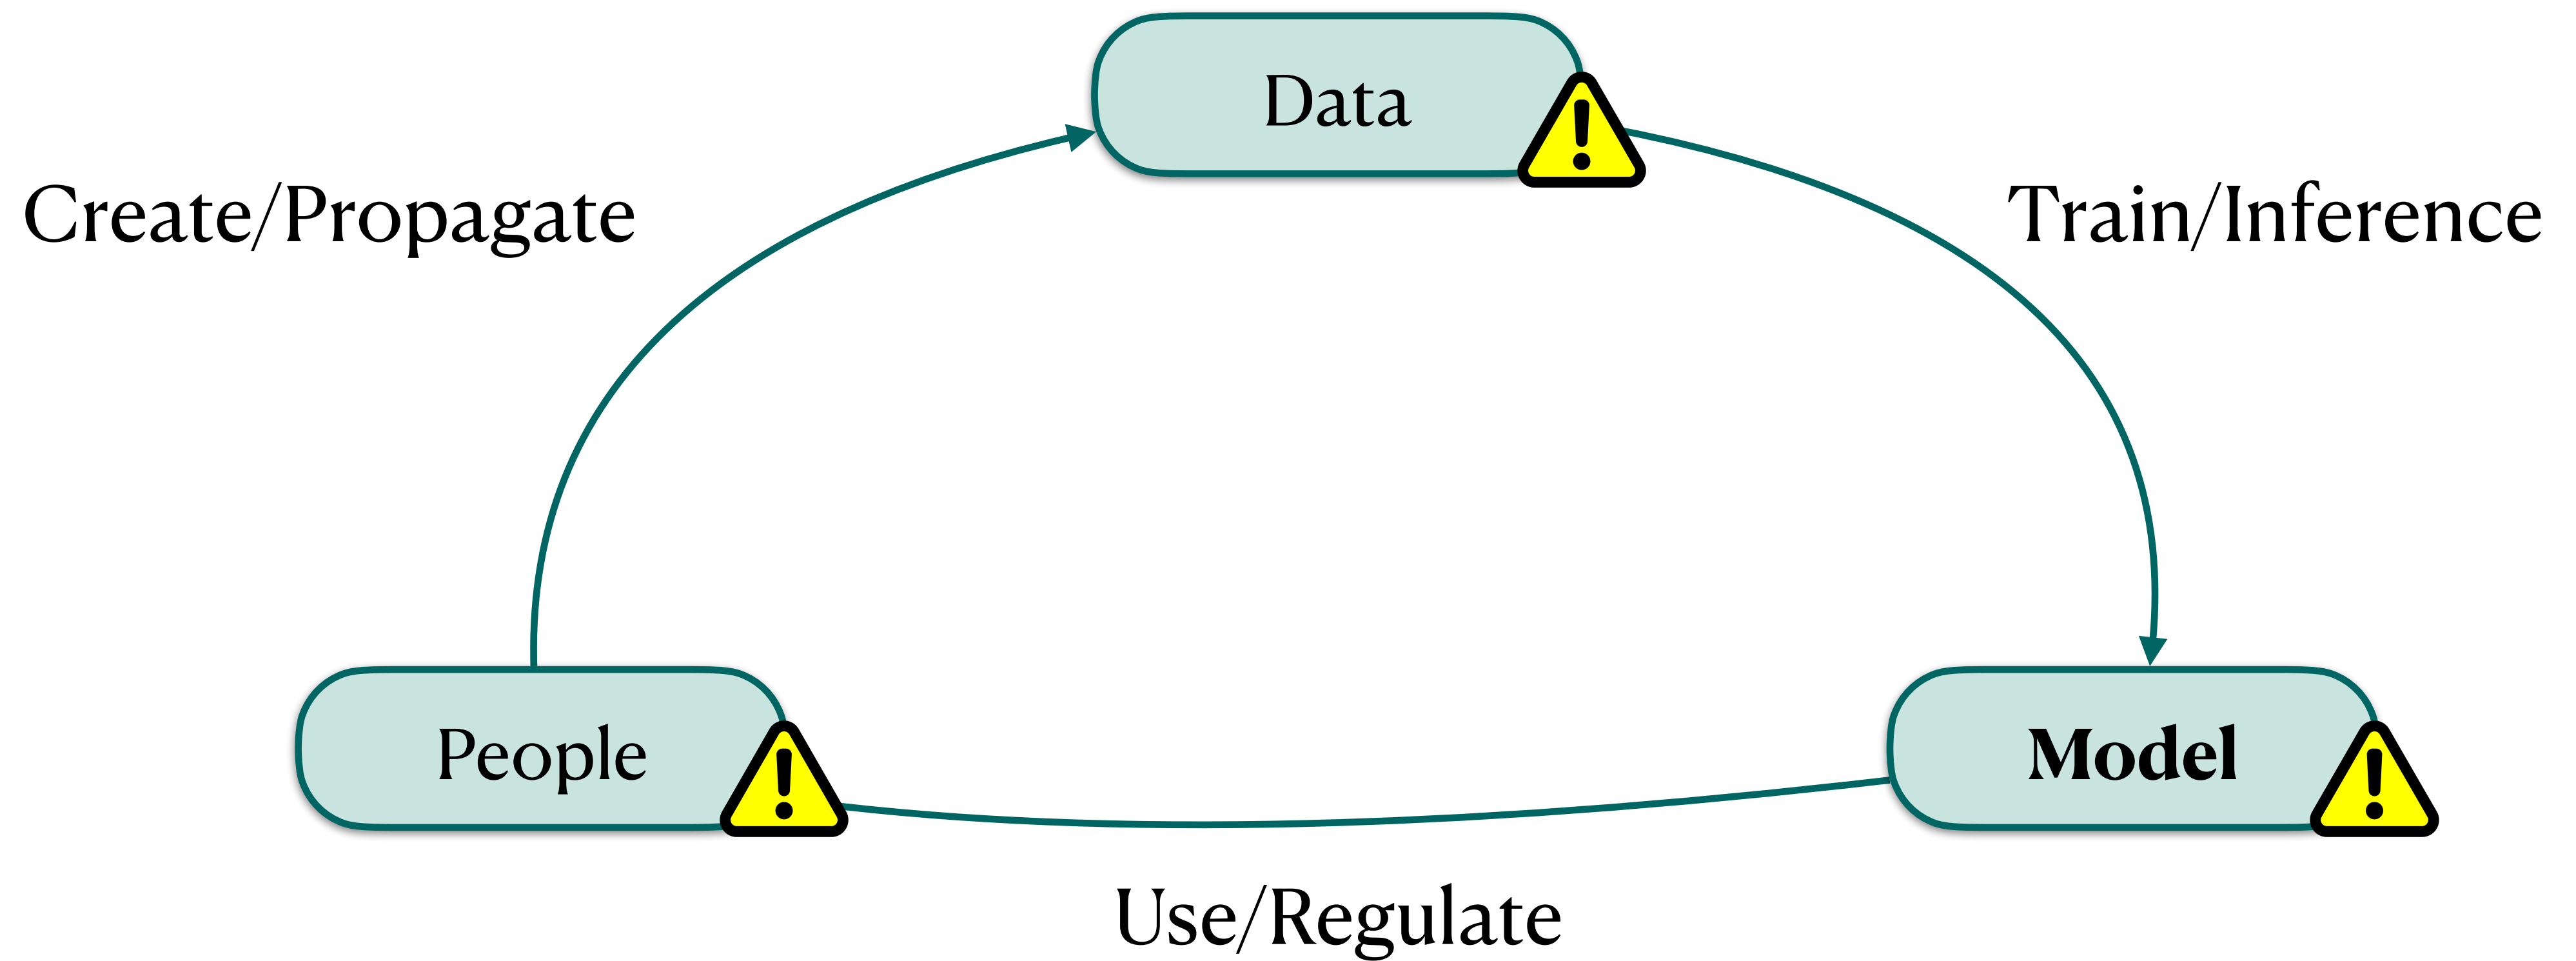 Data
Create/Propagate
Train/Inference
People
Model
Use/Regulate